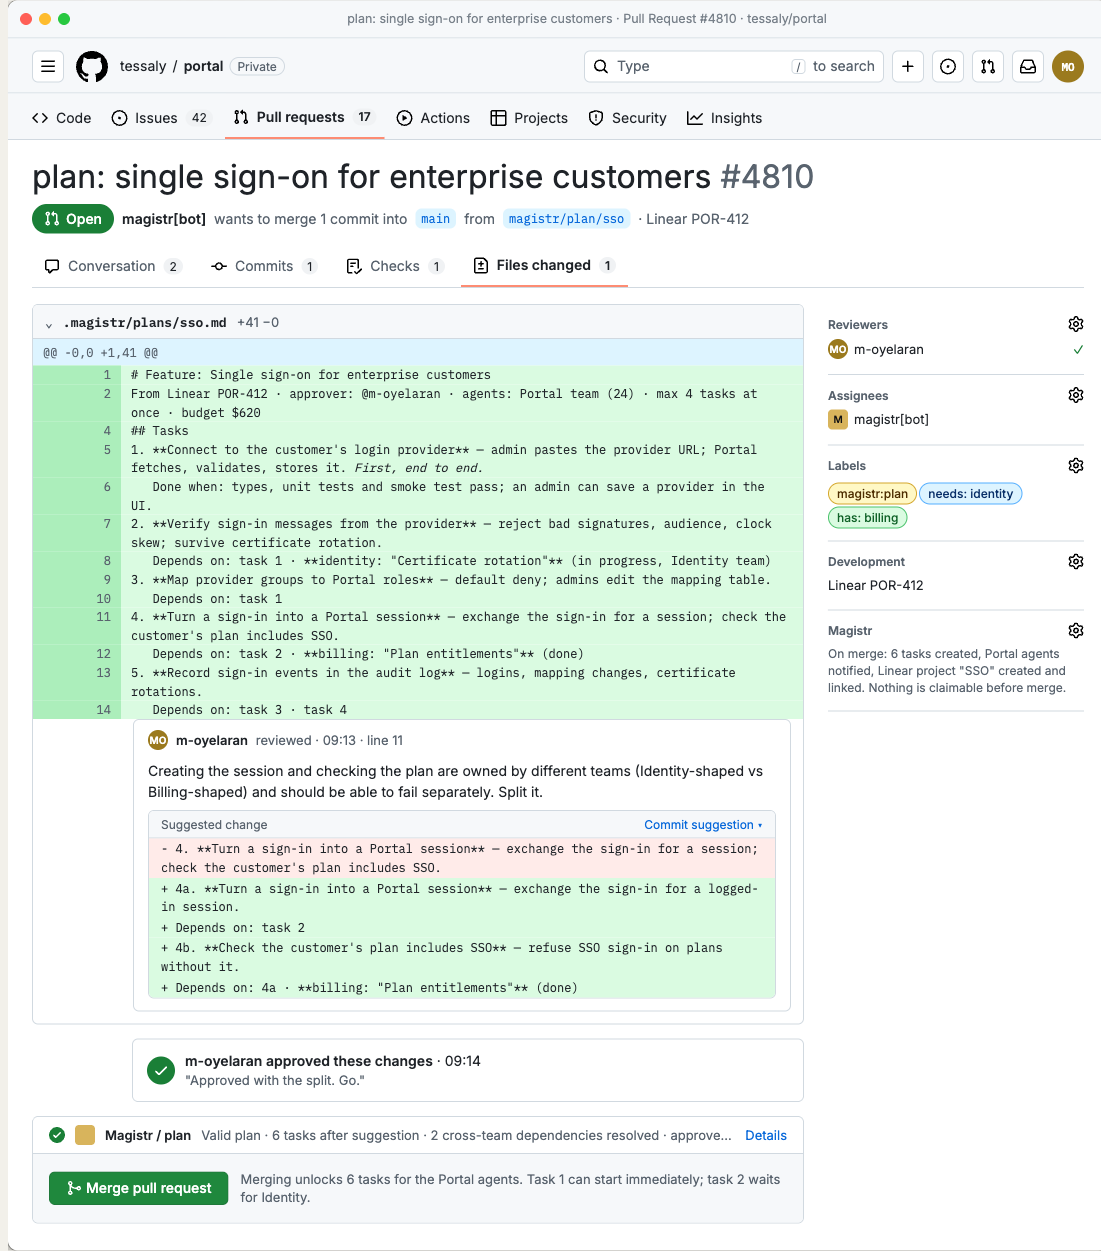 plan: single sign-on for enterprise customers · Pull Request #4810 · tessaly/portal
tessaly / portal Private
Type / to search
MO
Code
Issues 42
Pull requests 17
Actions
Projects
Security
Insights
plan: single sign-on for enterprise customers #4810
Open magistr[bot] wants to merge 1 commit into main from magistr/plan/sso · Linear POR-412
Conversation 2
Commits 1
Checks 1
Files changed 1
.magistr/plans/sso.md +41 −0
@@ -0,0 +1,41 @@
1 # Feature: Single sign-on for enterprise customers
2 From Linear POR-412 · approver: @m-oyelaran · agents: Portal team (24) · max 4 tasks at
once · budget $620
4 ## Tasks
5 1. **Connect to the customer's login provider** — admin pastes the provider URL; Portal
fetches, validates, stores it. First, end to end.
6 Done when: types, unit tests and smoke test pass; an admin can save a provider in the
UI.
7 2. **Verify sign-in messages from the provider** — reject bad signatures, audience, clock
skew; survive certificate rotation.
8 Depends on: task 1 · **identity: "Certificate rotation"** (in progress, Identity team)
9 3. **Map provider groups to Portal roles** — default deny; admins edit the mapping table.
10 Depends on: task 1
11 4. **Turn a sign-in into a Portal session** — exchange the sign-in for a session; check the
customer's plan includes SSO.
12 Depends on: task 2 · **billing: "Plan entitlements"** (done)
13 5. **Record sign-in events in the audit log** — logins, mapping changes, certificate
rotations.
14 Depends on: task 3 · task 4
MO m-oyelaran reviewed · 09:13 · line 11
Creating the session and checking the plan are owned by different teams (Identity-shaped vs
Billing-shaped) and should be able to fail separately. Split it.
Suggested change Commit suggestion
- 4. **Turn a sign-in into a Portal session** — exchange the sign-in for a session;
check the customer's plan includes SSO.
+ 4a. **Turn a sign-in into a Portal session** — exchange the sign-in for a logged-
in session.
+ Depends on: task 2
+ 4b. **Check the customer's plan includes SSO** — refuse SSO sign-in on plans
without it.
+ Depends on: 4a · **billing: "Plan entitlements"** (done)
m-oyelaran approved these changes · 09:14
"Approved with the split. Go."
Magistr / plan Valid plan · 6 tasks after suggestion · 2 cross-team dependencies resolved · approve... Details
Merge pull request
Merging unlocks 6 tasks for the Portal agents. Task 1 can start immediately; task 2 waits
for Identity.
Reviewers
MO m-oyelaran
Assignees
M magistr[bot]
Labels
magistr:plan needs: identity
has: billing
Development
Linear POR-412
Magistr
On merge: 6 tasks created, Portal agents
notified, Linear project "SSO" created and
linked. Nothing is claimable before merge.